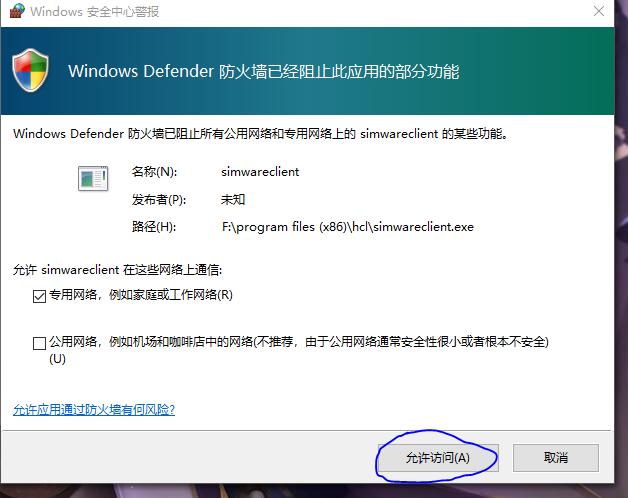 Windows 安全中心警报
Windows Defender 防火墙已经阻止此应用的部分功能
Windows Defender 防火墙已阻止所有公用网络和专用网络上的 simwareclient 的某些功能。
名称(N): simwareclient
发布者(P): 未知
路径(H): F:\program files (x86)\hcl\simwareclient.exe
允许 simwareclient 在这些网络上通信:
专用网络，例如家庭或工作网络(R)
公用网络，例如机场和咖啡店中的网络(不推荐，由于公用网络通常安全性很小或者根本不安全)
(U)
允许应用通过防火墙有何风险?
允许访问(A) 取消